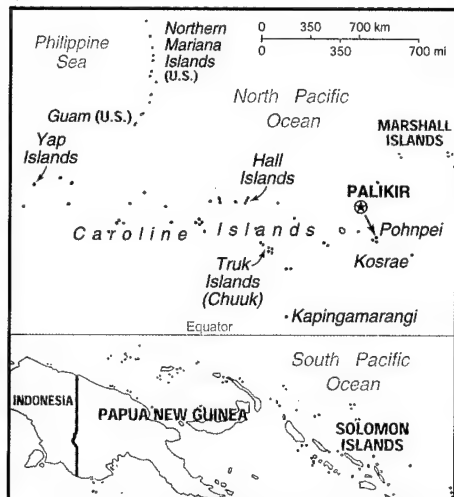 Philippine
Sea
Northern
Mariana
Islands
(U.S.)
0 350 700 km
0 350 700 mi
Guam (U.S.)
North Pacific
Ocean
MARSHALL
ISLANDS
Yap
Islands
Hall
Islands
PALIKIR
Pohnpei
Caroline Islands
Kosrae
Truk
Islands
(Chuuk)
Kapingamarangi
Equator
South Pacific
Ocean
INDONESIA
PAPUA NEW GUINEA
SOLOMON
ISLANDS